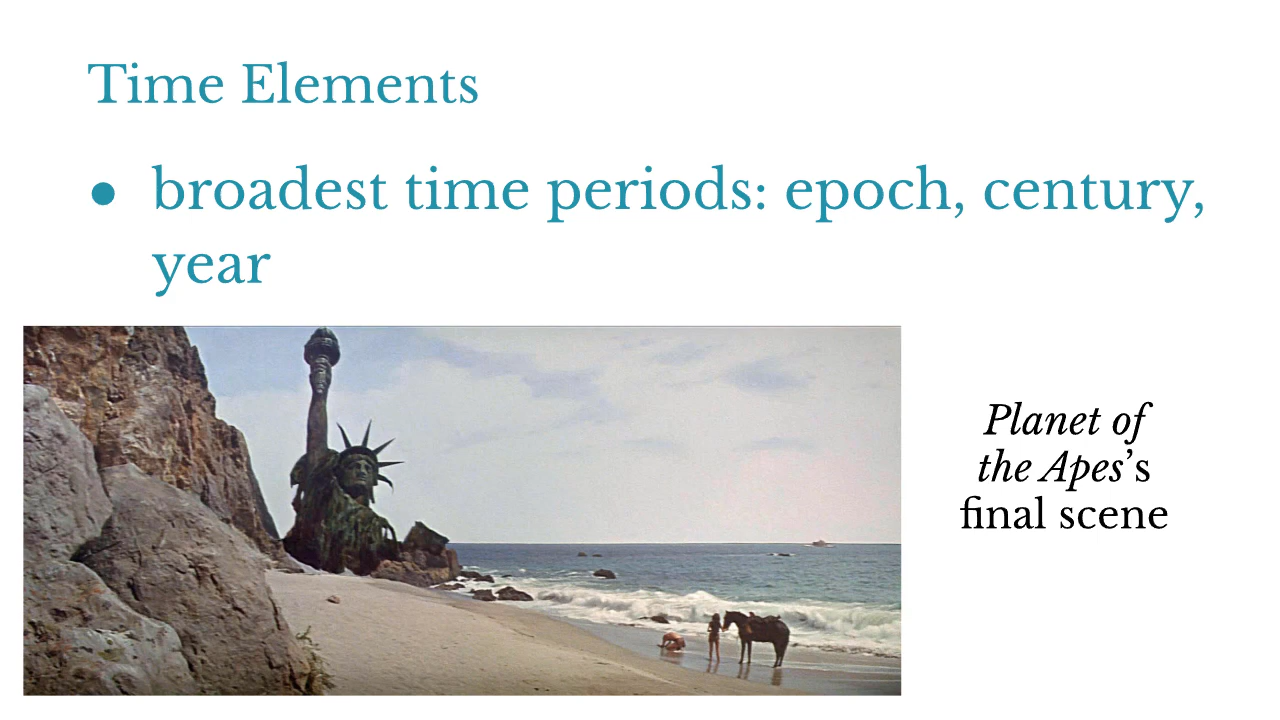 Time Elements
● broadest time periods: epoch, century,
year
Planet of
the Apes’s
final scene